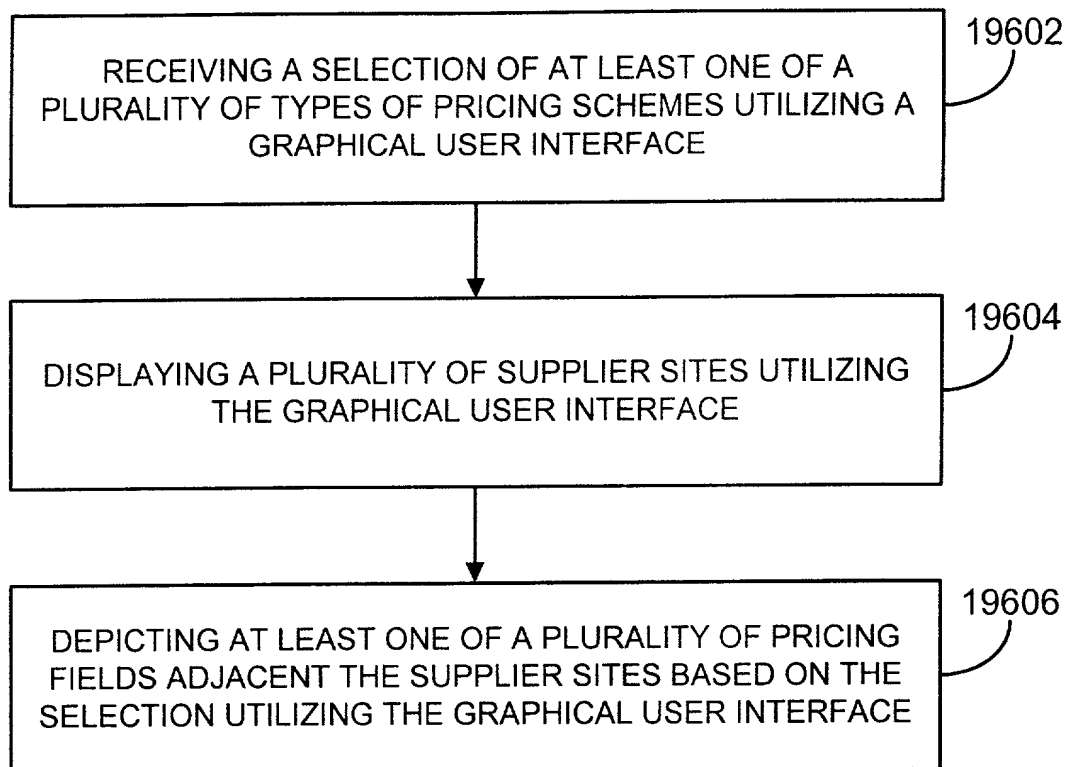 19602
RECEIVING A SELECTION OF AT LEAST ONE OF A
PLURALITY OF TYPES OF PRICING SCHEMES UTILIZING A
GRAPHICAL USER INTERFACE
19604
DISPLAYING A PLURALITY OF SUPPLIER SITES UTILIZING
THE GRAPHICAL USER INTERFACE
19606
DEPICTING AT LEAST ONE OF A PLURALITY OF PRICING
FIELDS ADJACENT THE SUPPLIER SITES BASED ON THE
SELECTION UTILIZING THE GRAPHICAL USER INTERFACE